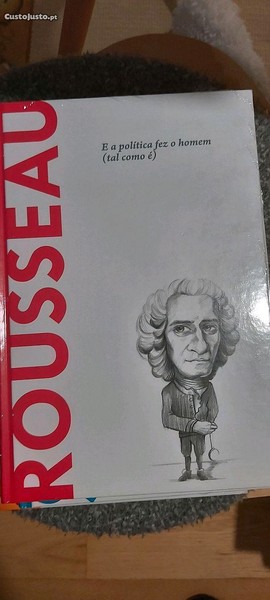 CustoJusto.pt
ROUSSEAU
E a política fez o homem
(tal como é)